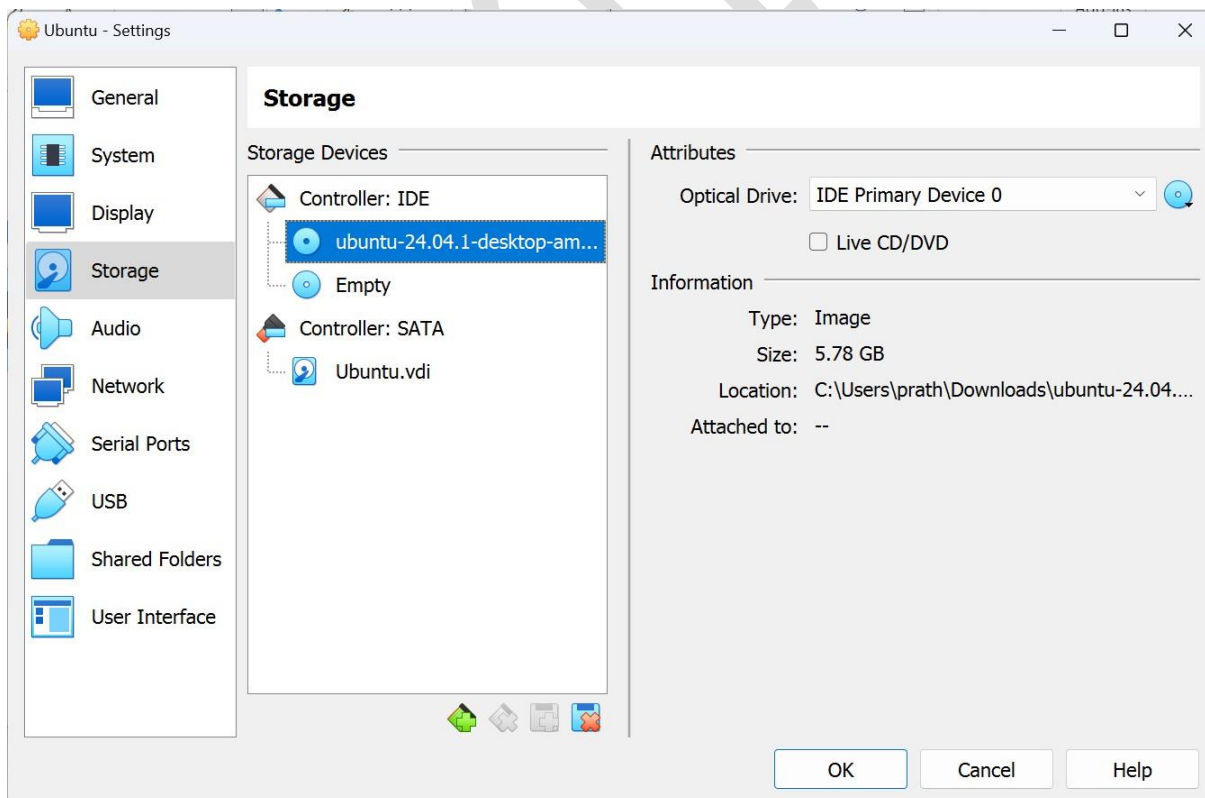 Ubuntu - Settings
General
System
Display
Storage
Audio
Network
Serial Ports
USB
Shared Folders
User Interface
Storage
Storage Devices
Controller: IDE
ubuntu-24.04.1-desktop-am...
Empty
Controller: SATA
Ubuntu.vdi
Attributes
Optical Drive: IDE Primary Device 0
Live CD/DVD
Information
Type: Image
Size: 5.78 GB
Location: C:\Users\prath\Downloads\ubuntu-24.04....
Attached to: --
OK Cancel Help